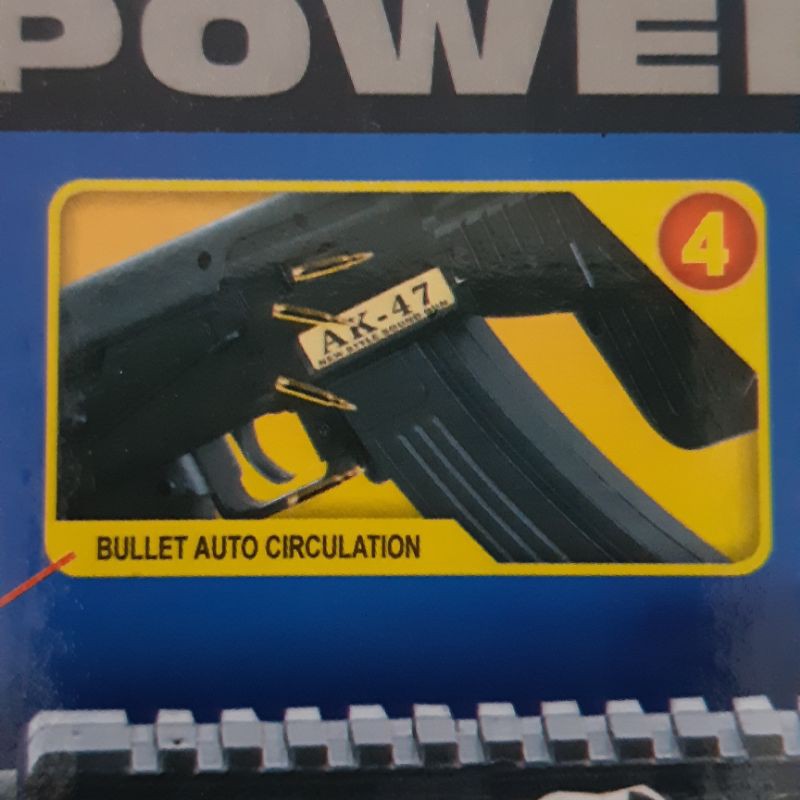 POWE
4
AK-47
NEW STYLE SOUND GUN
BULLET AUTO CIRCULATION